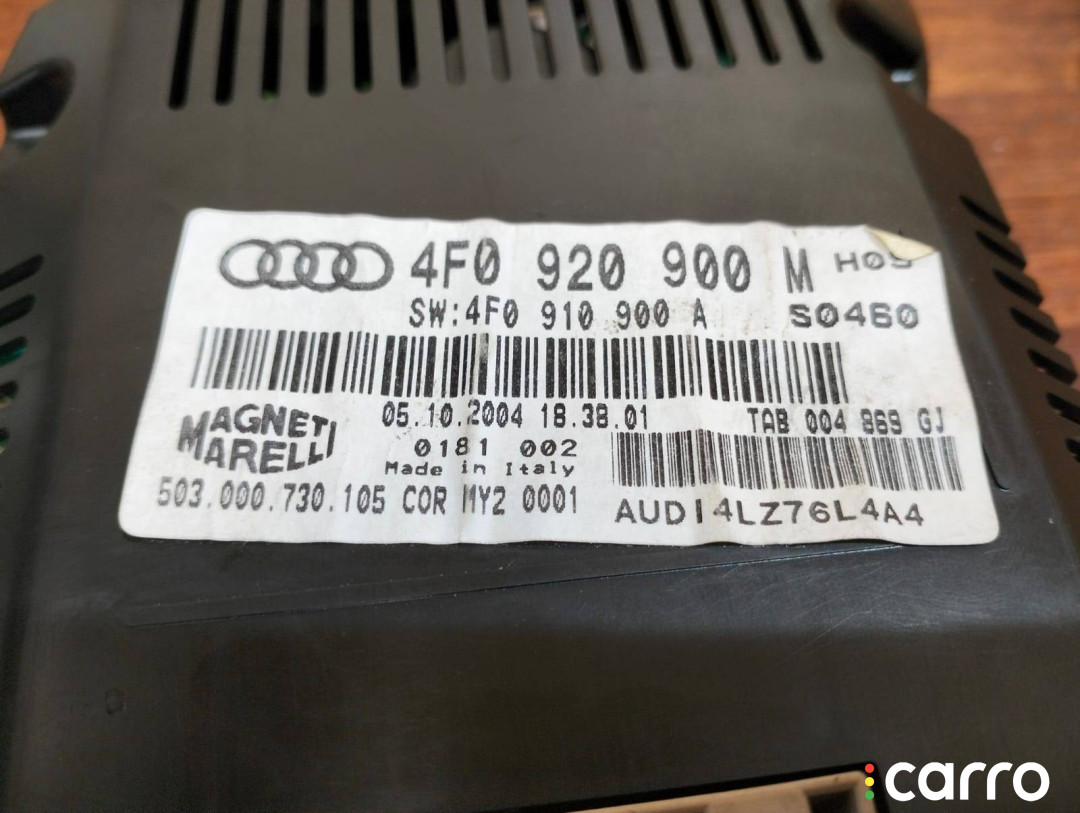 4F0 920 900 M H09
SW:4F0 910 900 A S0460
05.10.2004 18.38.01 TAB 004 869 GJ
MAGNETI
MARELLI
0181 002
Made in Italy
503.000.730.105 COR MY2 0001
AUDI4LZ76L4A4
carro